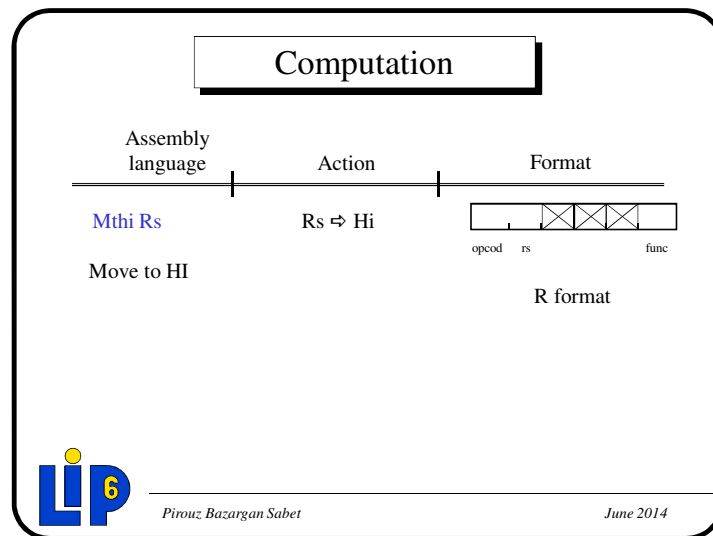 Computation
Assembly
language
Action
Format
Mthi Rs
Rs ⇨ Hi
opcod rs func
Move to HI
R format
LIP
6
Pirouz Bazargan Sabet
June 2014